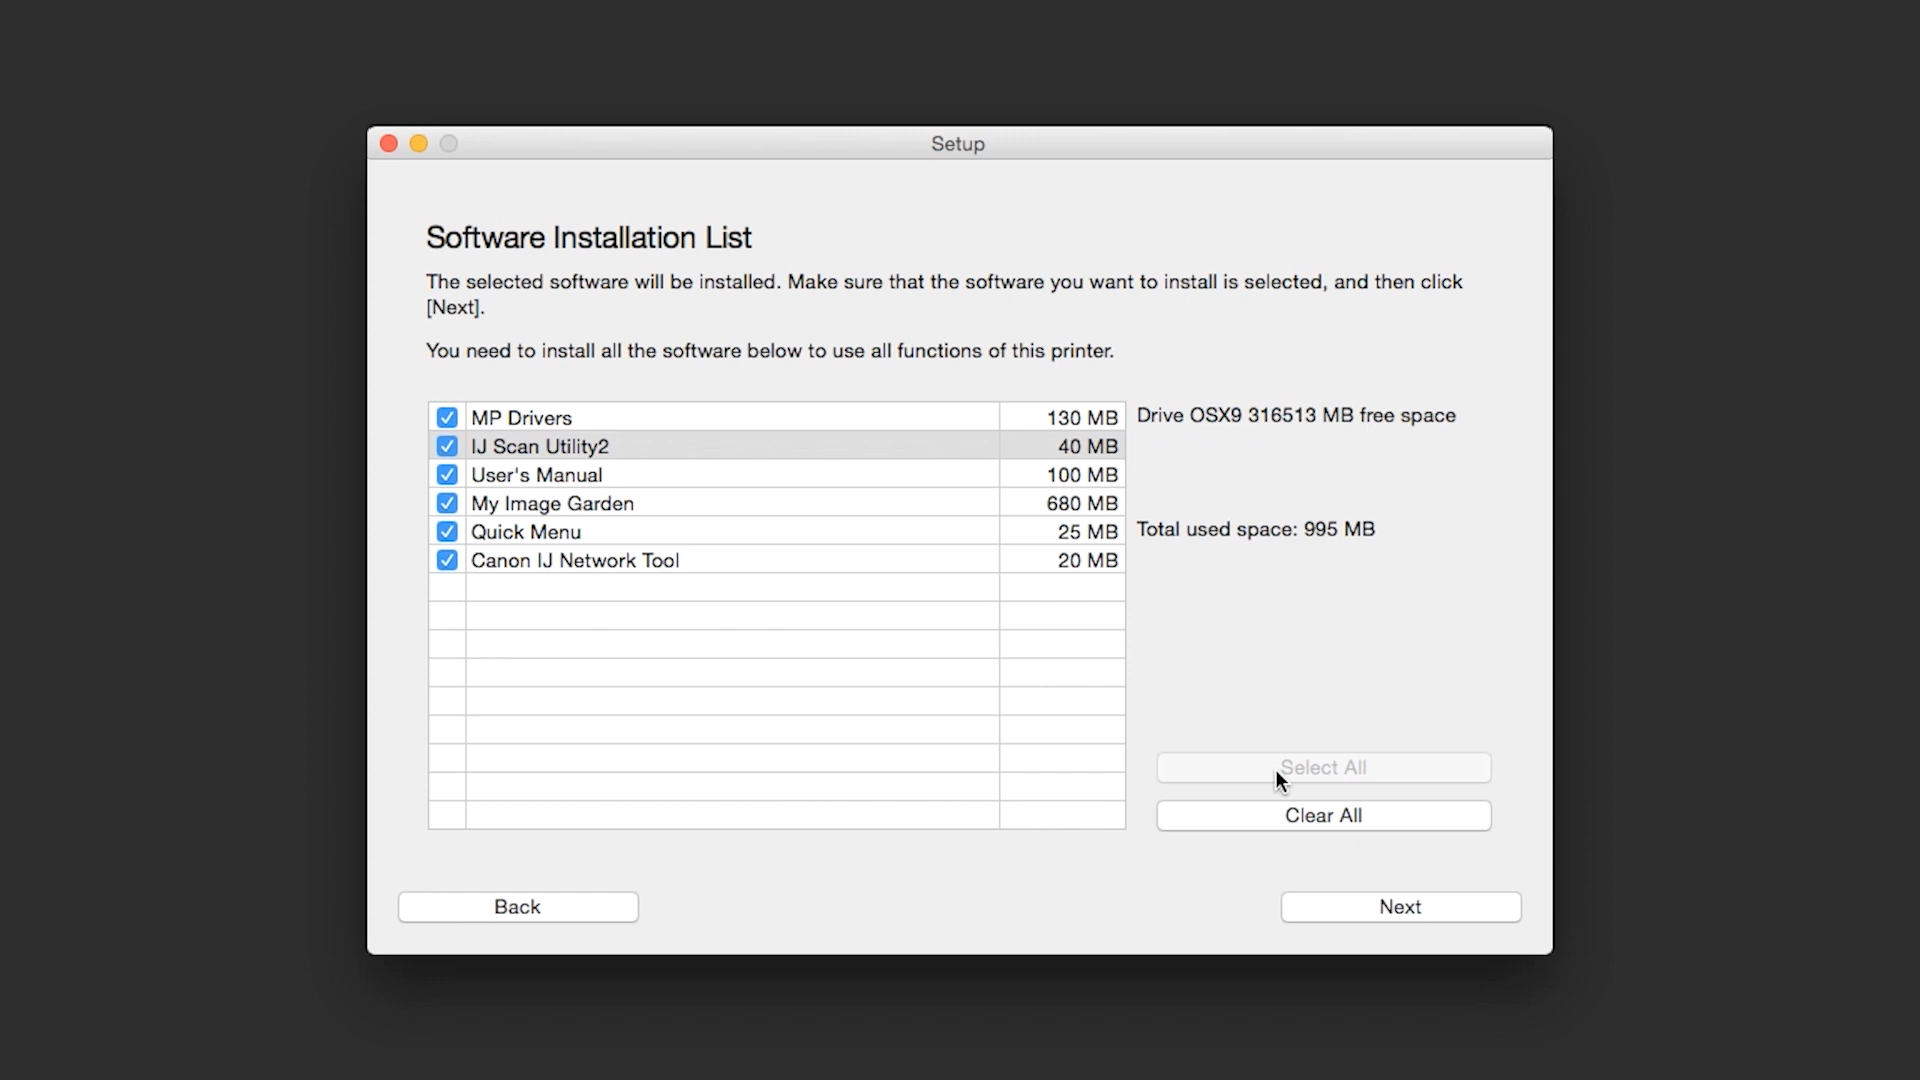 Setup
Software Installation List
The selected software will be installed. Make sure that the software you want to install is selected, and then click
[Next].
You need to install all the software below to use all functions of this printer.
MP Drivers 130 MB
Drive OSX9 316513 MB free space
IJ Scan Utility2 40 MB
User's Manual 100 MB
My Image Garden 680 MB
Quick Menu 25 MB
Total used space: 995 MB
Canon IJ Network Tool 20 MB
Select All
Clear All
Back
Next